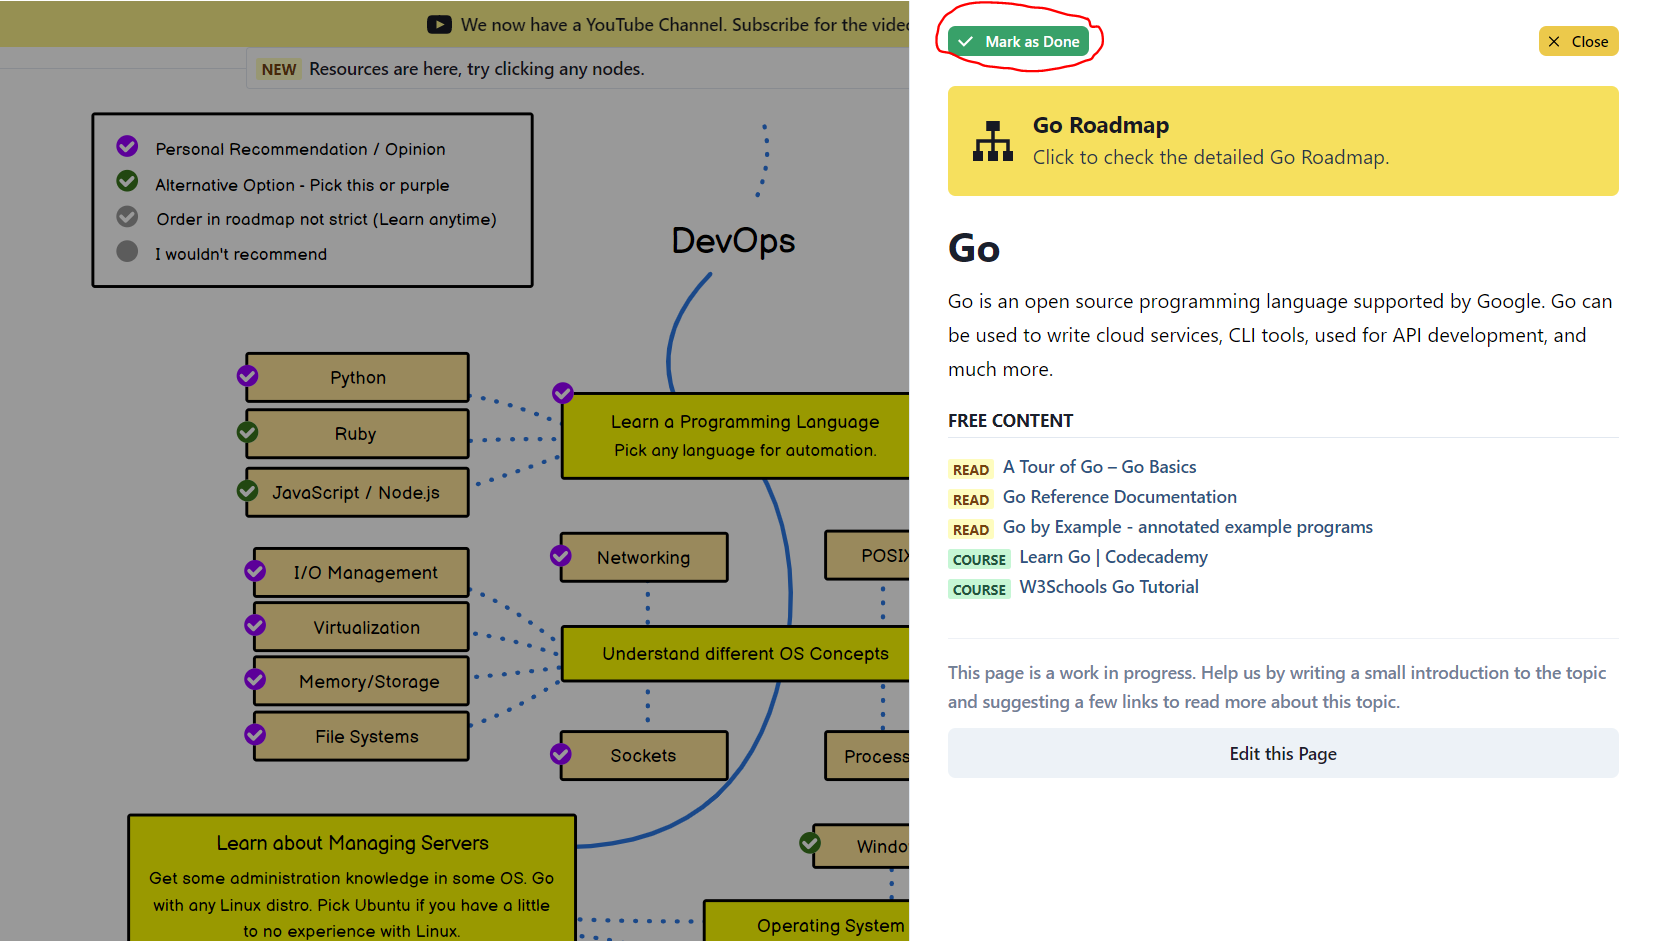 We now have a YouTube Channel. Subscribe for the
NEW Resources are here, try clicking any nodes.
Personal Recommendation / Opinion
Alternative Option - Pick this or purple
Order in roadmap not strict (Learn anytime)
I wouldn't recommend
DevOps
Python
Ruby
JavaScript / Node.js
Learn a Programming Language
Pick any language for automation.
I/O Management
Virtualization
Memory/Storage
File Systems
Networking
POSIX
Understand different OS Concepts
Sockets
Process
Learn about Managing Servers
Get some administration knowledge in some OS. Go
with any Linux distro. Pick Ubuntu if you have a little
to no experience with Linux.
Operating System
Mark as Done
Close
Go Roadmap
Click to check the detailed Go Roadmap.
Go
Go is an open source programming language supported by Google. Go can
be used to write cloud services, CLI tools, used for API development, and
much more.
FREE CONTENT
READ A Tour of Go – Go Basics
READ Go Reference Documentation
READ Go by Example - annotated example programs
COURSE Learn Go | Codecademy
COURSE W3Schools Go Tutorial
This page is a work in progress. Help us by writing a small introduction to the topic
and suggesting a few links to read more about this topic.
Edit this Page